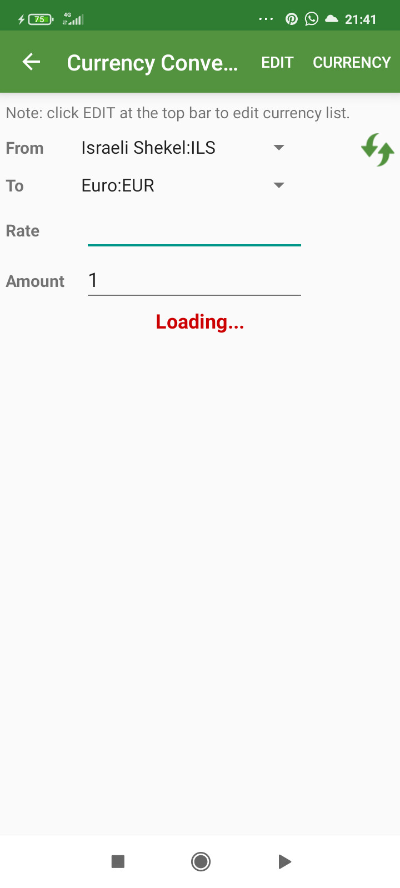 75 4G 21:41
Currency Conve... EDIT CURRENCY
Note: click EDIT at the top bar to edit currency list.
From Israeli Shekel:ILS
To Euro:EUR
Rate
Amount 1
Loading...